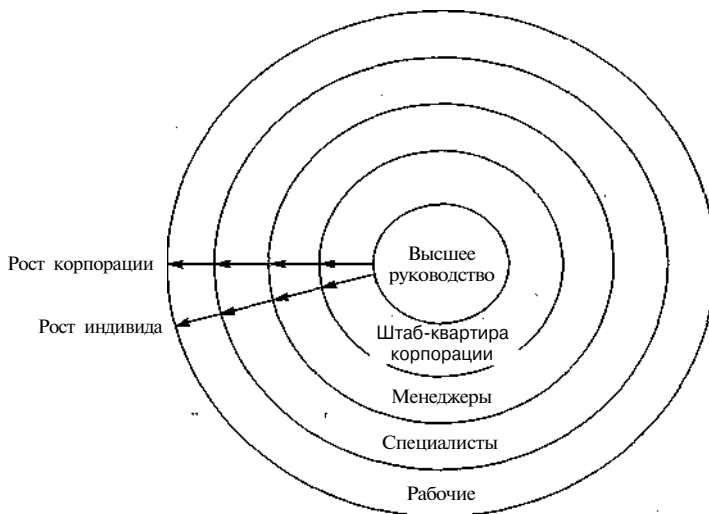 Высшее
руководство
Рост корпорации
Рост индивида
Штаб-квартира
корпорации
Менеджеры
Специалисты
Рабочие